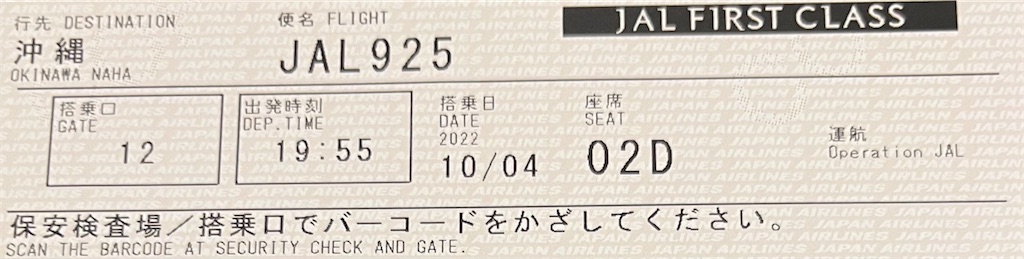 行先 DESTINATION
便名 FLIGHT
JAL FIRST CLASS
沖縄
OKINAWA NAHA
JAL925
搭乗口
GATE
12
出発時刻
DEP.TIME
19:55
搭乗日
DATE
2022
10/04
座席
SEAT
02D
運航
Operation JAL
保安検査場／搭乗口でバーコードをかざしてください。
SCAN THE BARCODE AT SECURITY CHECK AND GATE.
JAPAN AIRLINES